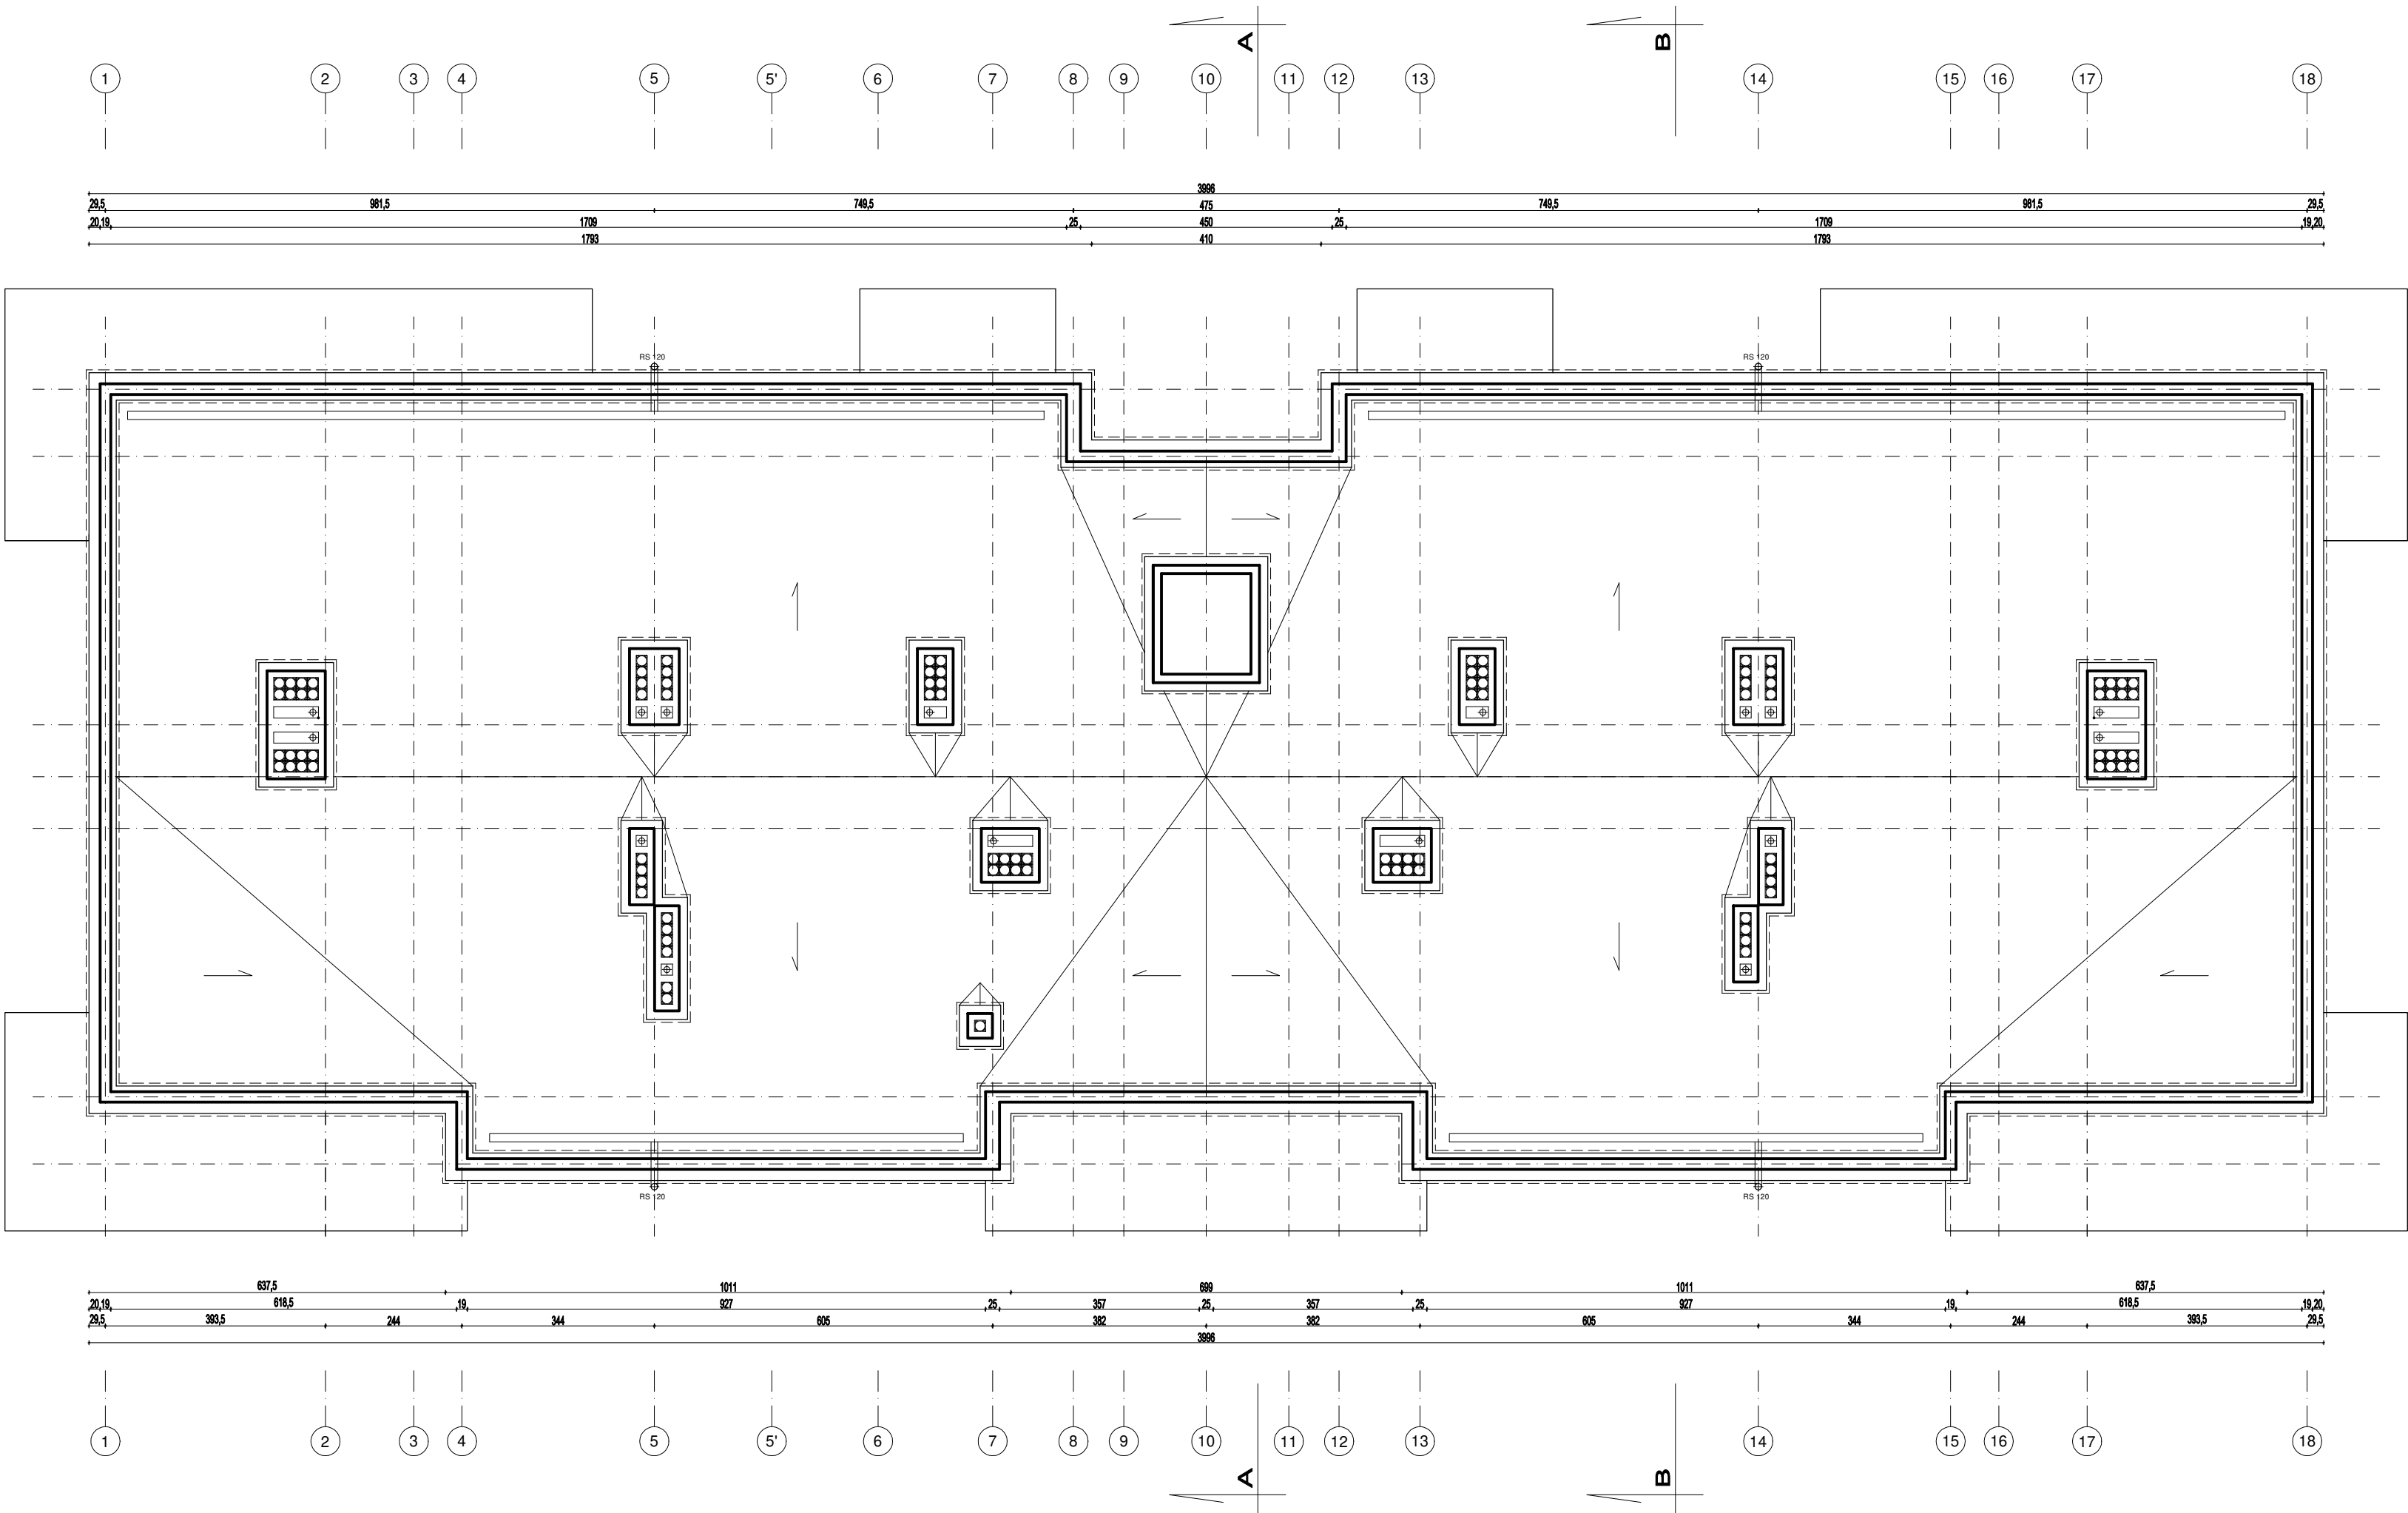 A B
1 2 3 4 5 5' 6 7 8 9 10 11 12 13 14 15 16 17 18
3996
29,5 981,5 749,5 475 749,5 981,5 29,5
20,19, 1709 25 450 25 1709 19,20
1793 410 1793
RS 120 RS 120
RS 120 RS 120
637,5 1011 699 1011 637,5
20,19, 618,5 19, 927 25 357 25 357 25 927 19, 618,5 19,20
29,5 393,5 244 344 605 382 382 605 344 244 393,5 29,5
3996
1 2 3 4 5 5' 6 7 8 9 10 11 12 13 14 15 16 17 18
A B